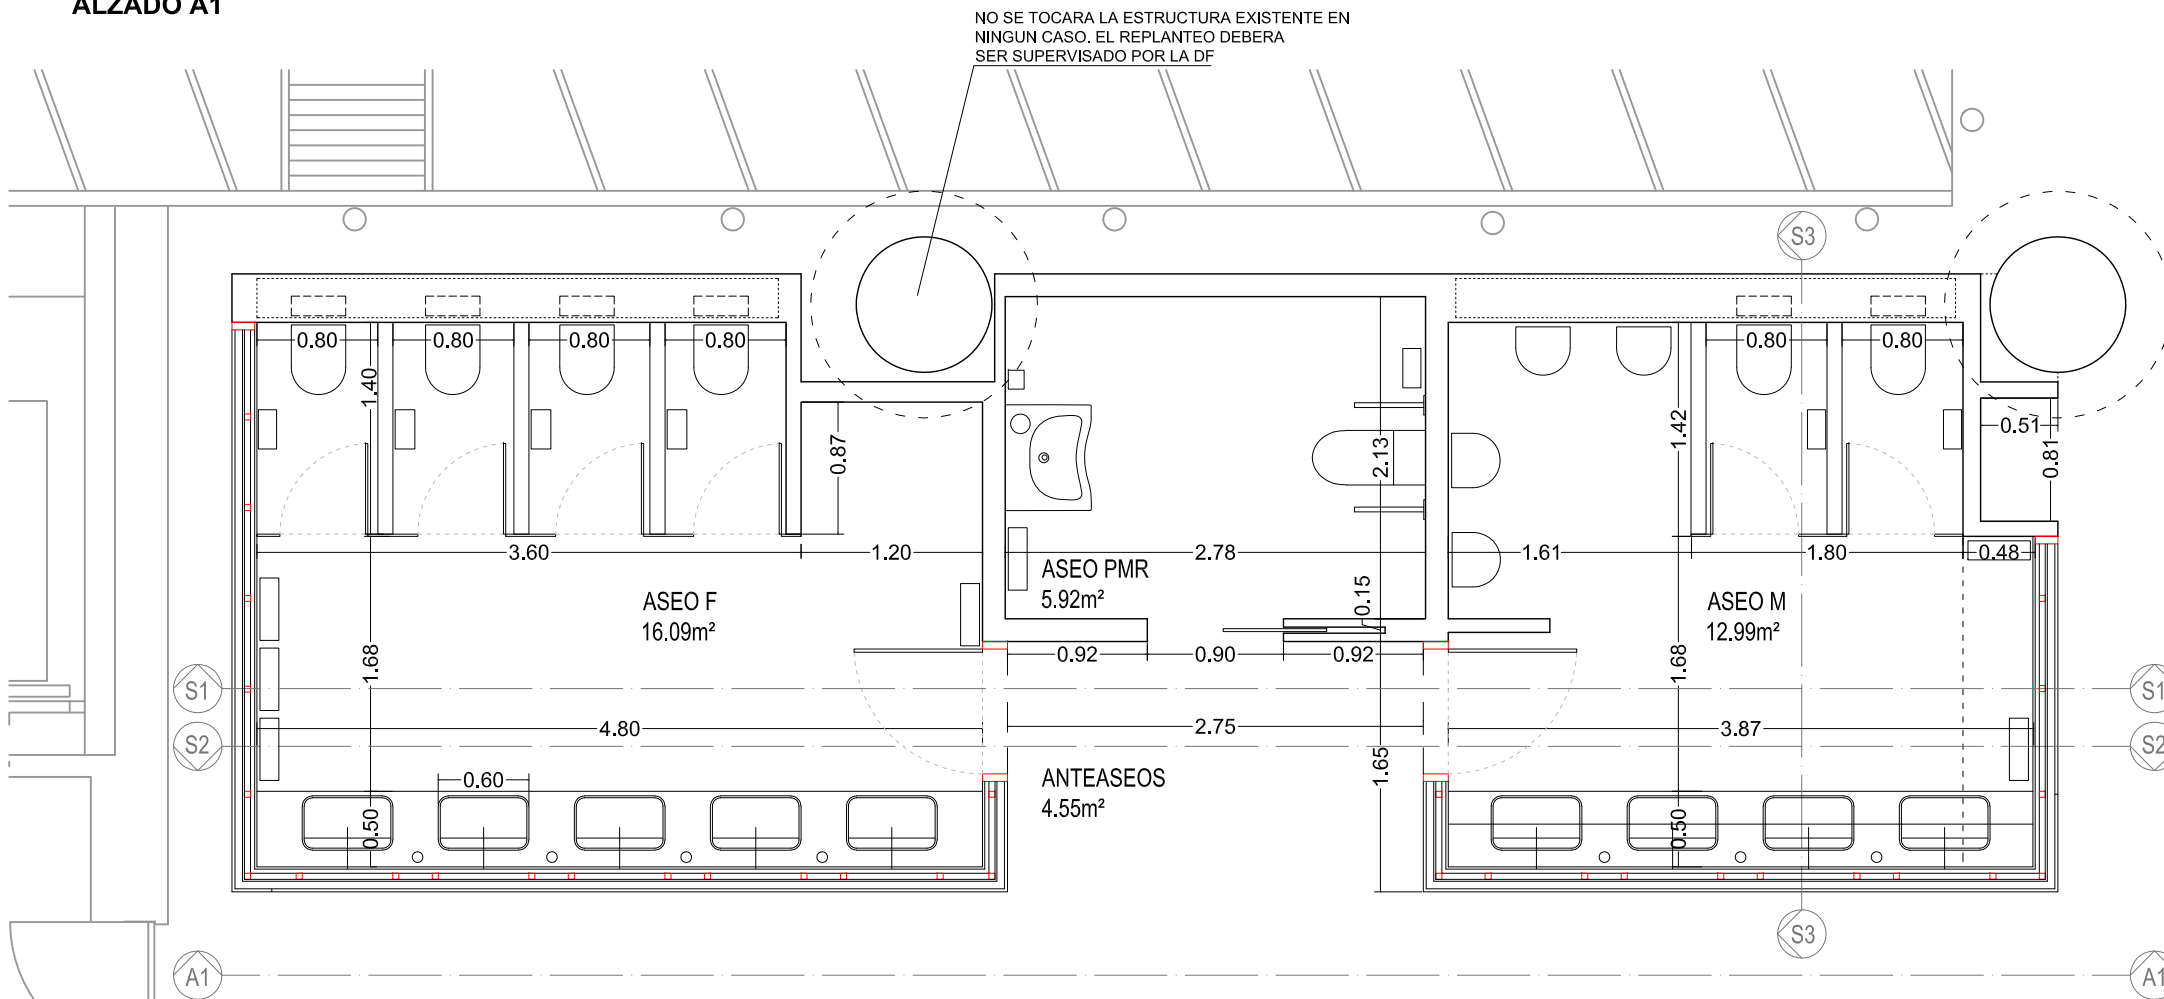 ALZADO A1
NO SE TOCARA LA ESTRUCTURA EXISTENTE EN
NINGUN CASO. EL REPLANTEO DEBERA
SER SUPERVISADO POR LA DF
S3
0.80
0.80
0.80
0.80
0.80
0.80
1.40
0.87
2.13
1.42
0.51
0.81
3.60
1.20
2.78
1.61
1.80
0.48
ASEO PMR
5.92m²
0.15
ASEO F
16.09m²
ASEO M
12.99m²
0.92
0.90
0.92
1.68
1.68
S1
S1
4.80
2.75
3.87
S2
S2
1.65
0.60
ANTEASEOS
4.55m²
0.50
0.50
S3
A1
A1